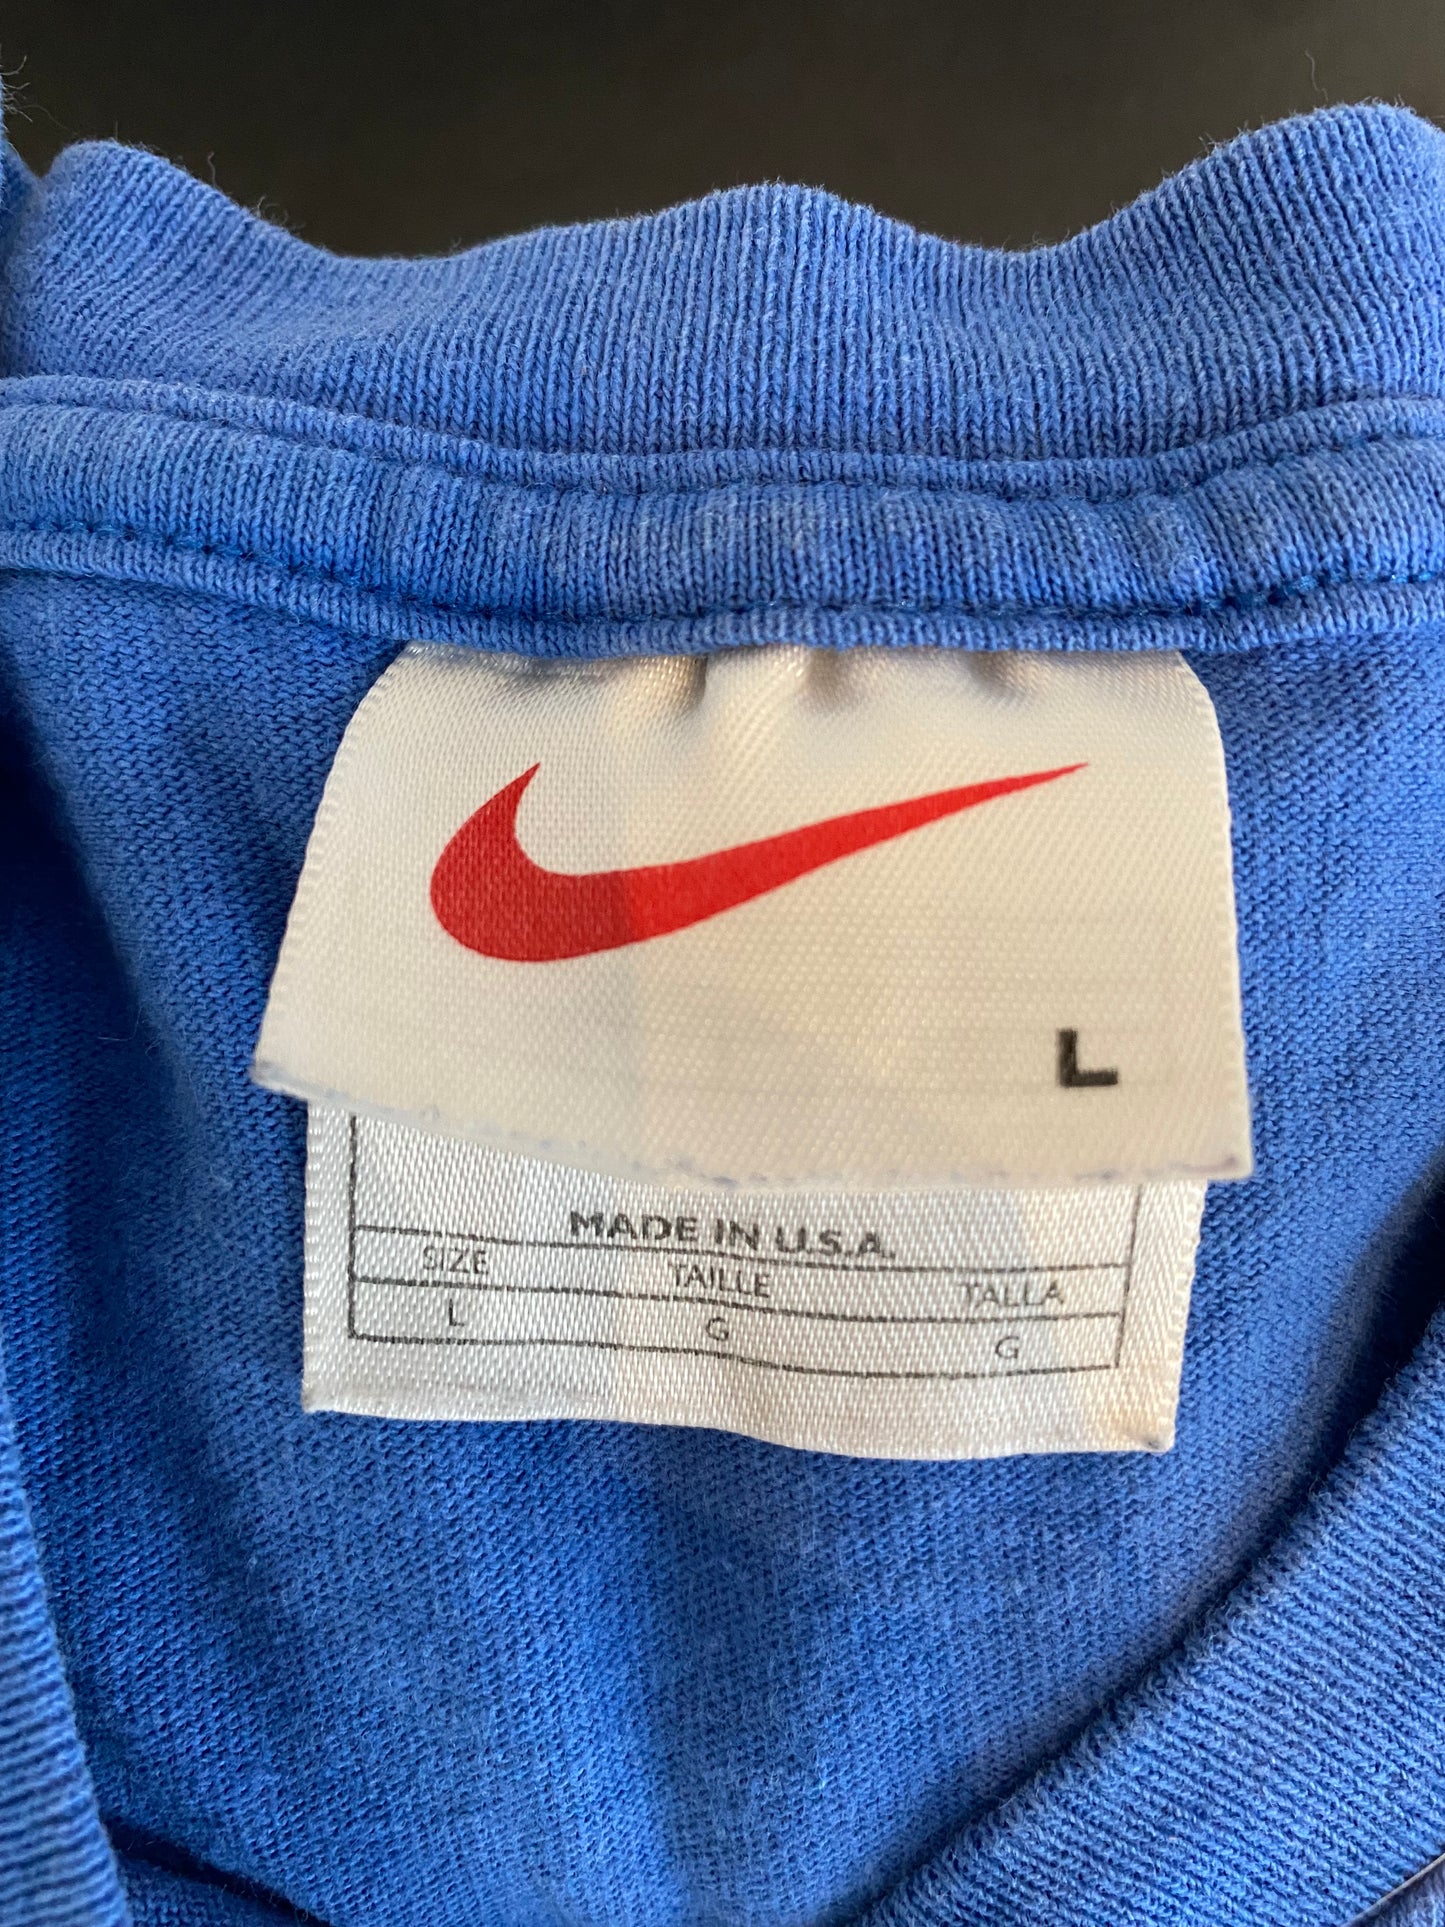 L
MADE IN U.S.A.
SIZE TAILLE TALLA
L G G